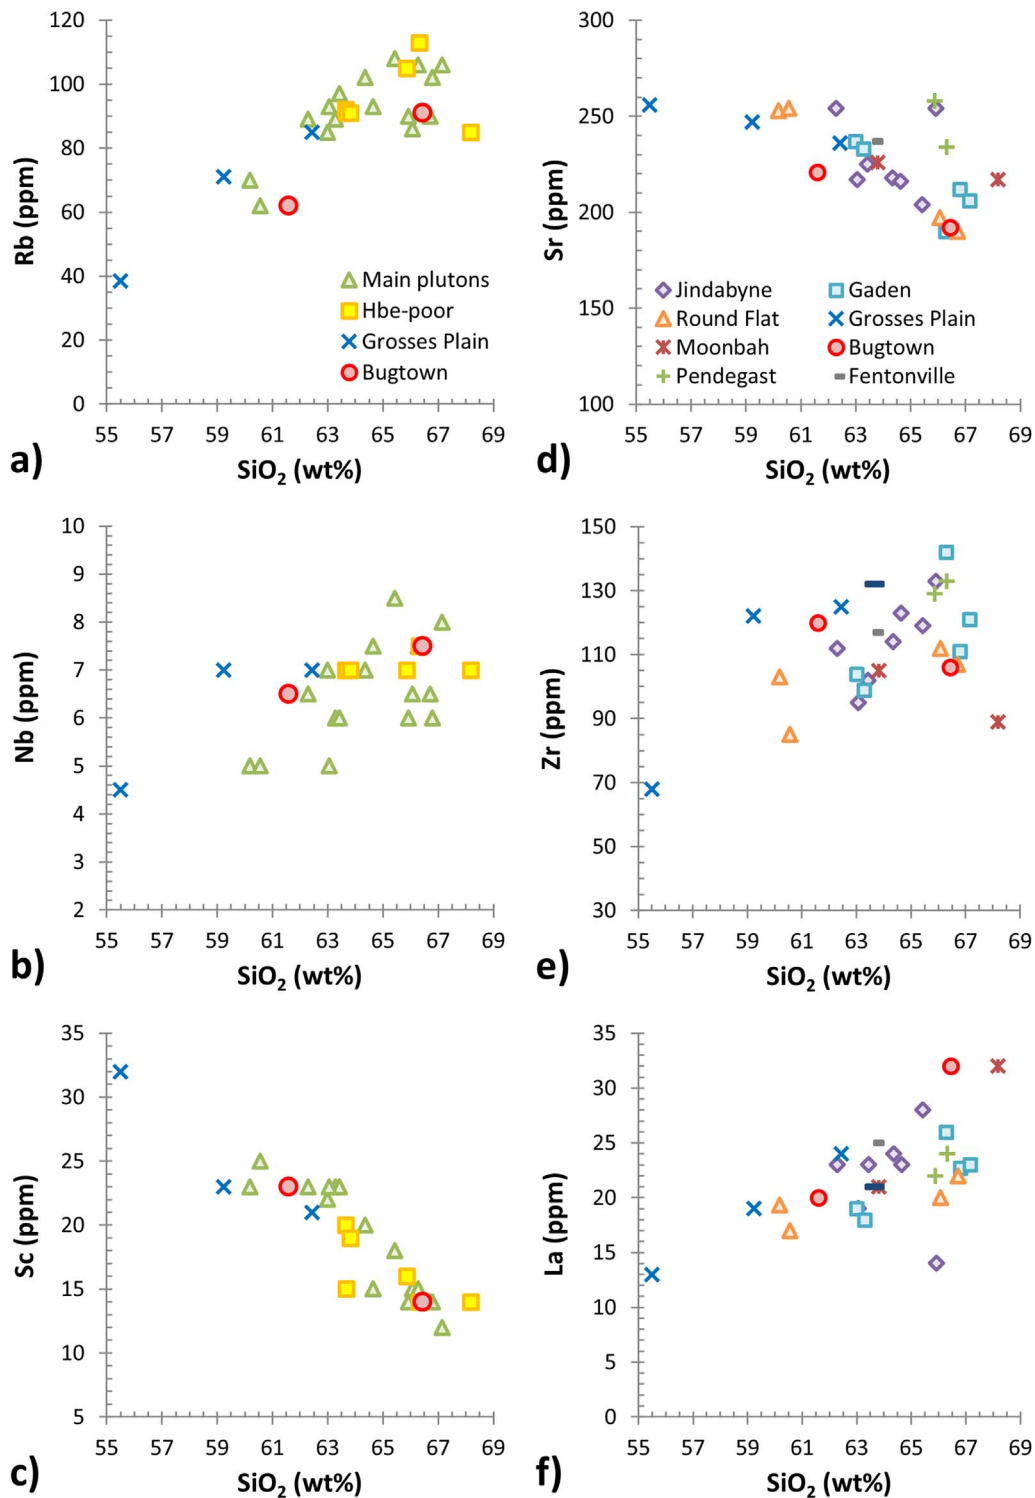 120
100
80
60
40
20
0
Rb (ppm)
Main plutons
Hbe-poor
Grosses Plain
Bugtown
55 57 59 61 63 65 67 69
a) SiO₂ (wt%)
300
250
200
150
100
Sr (ppm)
Jindabyne Gaden
Round Flat Grosses Plain
Moonbah Bugtown
Pendegast Fentonville
55 57 59 61 63 65 67 69
d) SiO₂ (wt%)
10
9
8
7
6
5
4
3
2
Nb (ppm)
55 57 59 61 63 65 67 69
b) SiO₂ (wt%)
150
130
110
90
70
50
30
Zr (ppm)
55 57 59 61 63 65 67 69
e) SiO₂ (wt%)
35
30
25
20
15
10
5
Sc (ppm)
55 57 59 61 63 65 67 69
c) SiO₂ (wt%)
35
30
25
20
15
10
5
0
La (ppm)
55 57 59 61 63 65 67 69
f) SiO₂ (wt%)